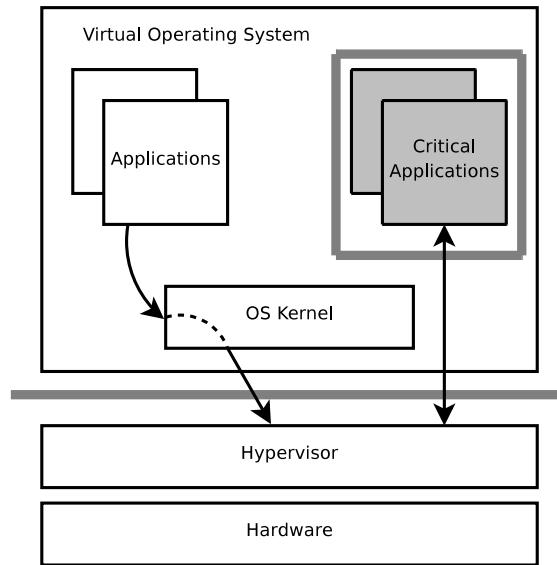 Virtual Operating System
Applications
Critical
Applications
OS Kernel
Hypervisor
Hardware